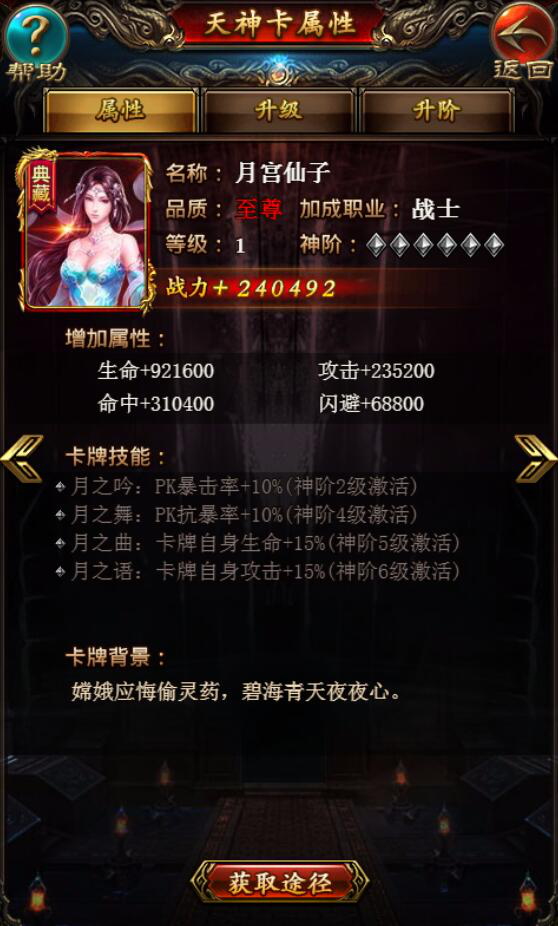 天神卡属性
帮助
返回
属性 升级 升阶
典藏
名称：月宫仙子
品质：至尊 加成职业：战士
等级：1 神阶：
战力+240492
增加属性：
生命+921600 攻击+235200
命中+310400 闪避+68800
卡牌技能：
月之吟：PK暴击率+10%(神阶2级激活)
月之舞：PK抗暴率+10%(神阶4级激活)
月之曲：卡牌自身生命+15%(神阶5级激活)
月之语：卡牌自身攻击+15%(神阶6级激活)
卡牌背景：
嫦娥应悔偷灵药，碧海青天夜夜心。
获取途径